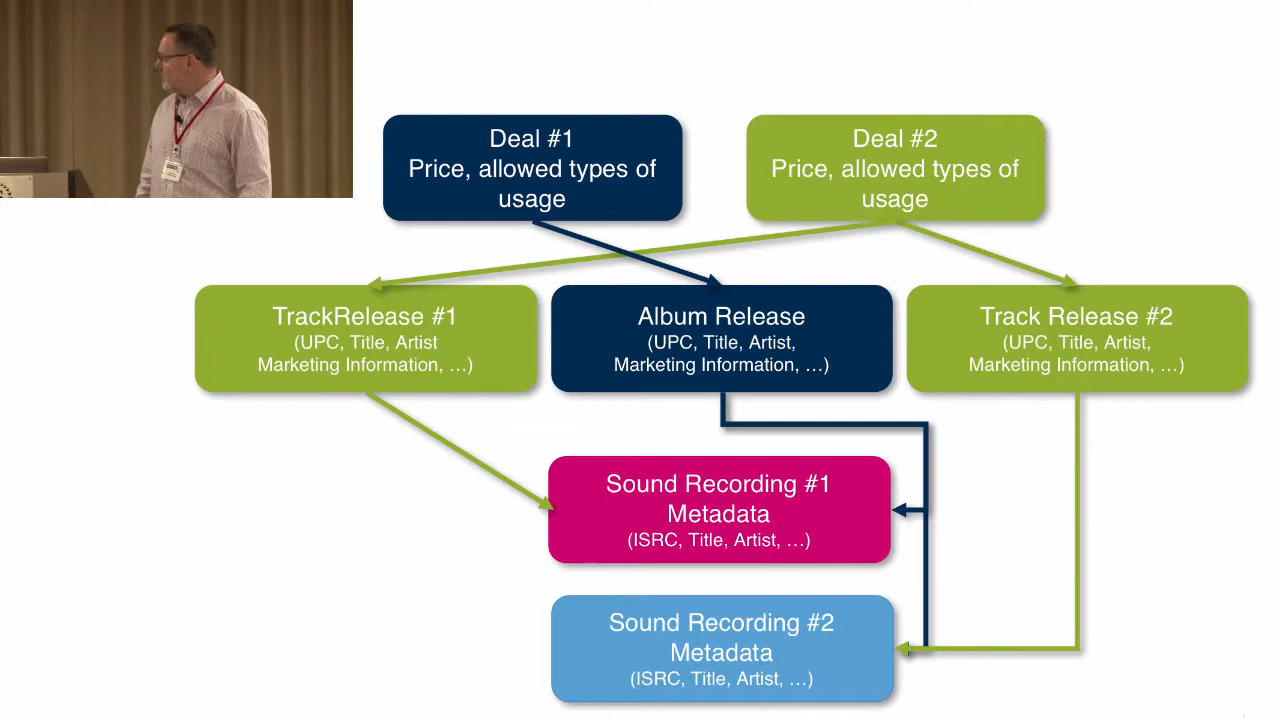 Deal #1
Price, allowed types of
usage
Deal #2
Price, allowed types of
usage
TrackRelease #1
(UPC, Title, Artist
Marketing Information, …)
Album Release
(UPC, Title, Artist,
Marketing Information, …)
Track Release #2
(UPC, Title, Artist,
Marketing Information, …)
Sound Recording #1
Metadata
(ISRC, Title, Artist, …)
Sound Recording #2
Metadata
(ISRC, Title, Artist, …)